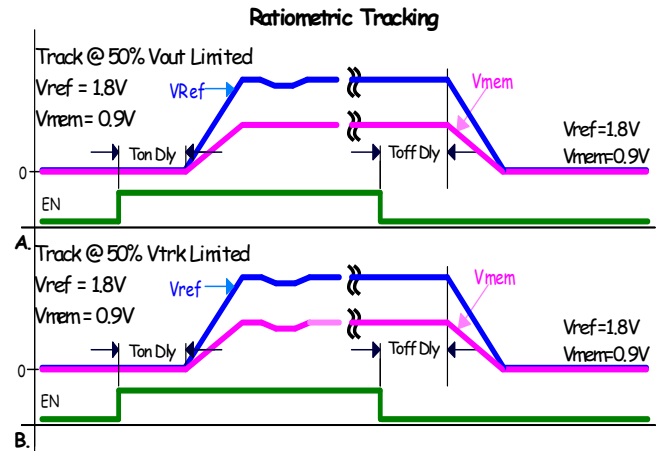 Ratiometric Tracking
Track @ 50% Vout Limited
Vref = 1.8V
Vmem = 0.9V
VRef
Vmem
Vref=1.8V
Vmem=0.9V
Ton Dly
Toff Dly
0
EN
A.
Track @ 50% Vtrk Limited
Vref = 1.8V
Vmem = 0.9V
Vref
Vmem
Vref=1.8V
Vmem=0.9V
Ton Dly
Toff Dly
0
EN
B.